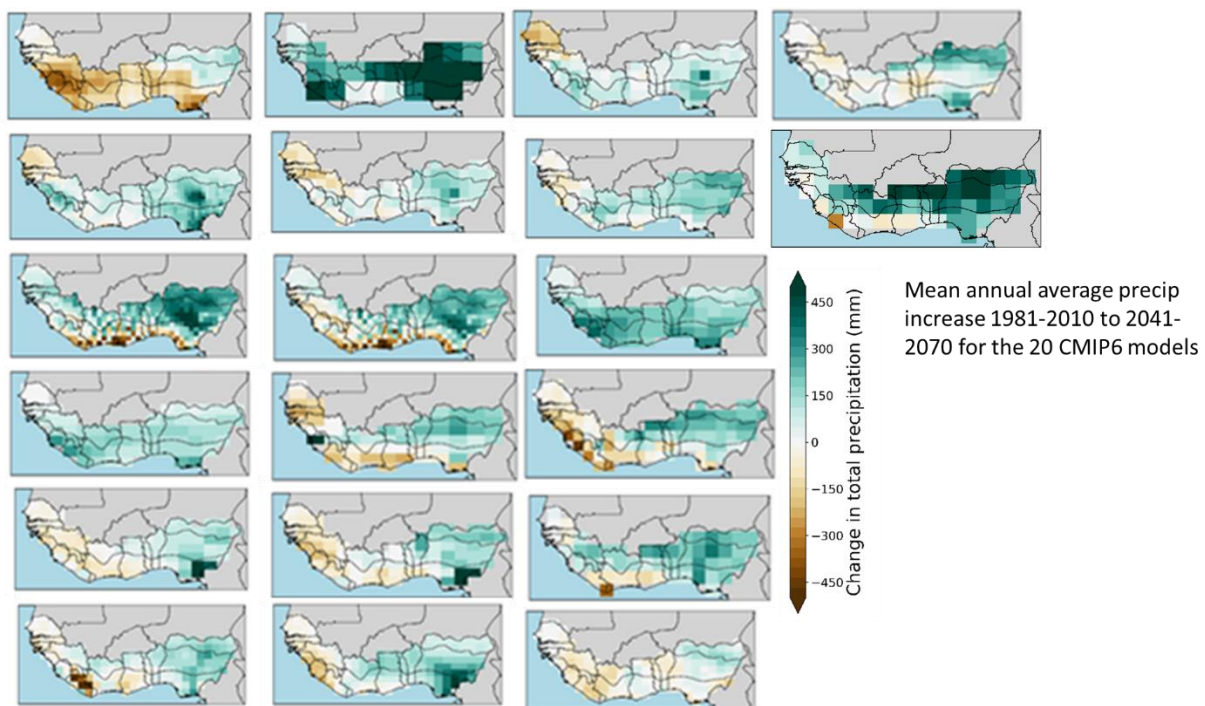 Mean annual average precip
increase 1981-2010 to 2041-
2070 for the 20 CMIP6 models
450
300
150
0
−150
−300
−450
Change in total precipitation (mm)